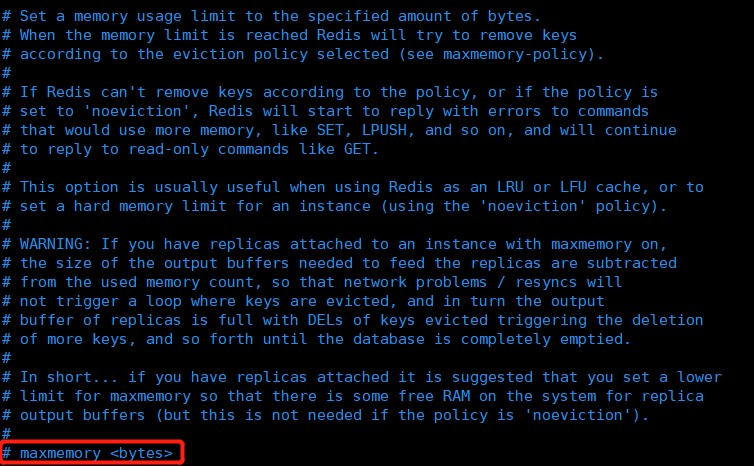 # Set a memory usage limit to the specified amount of bytes.
# When the memory limit is reached Redis will try to remove keys
# according to the eviction policy selected (see maxmemory-policy).
#
# If Redis can't remove keys according to the policy, or if the policy is
# set to 'noeviction', Redis will start to reply with errors to commands
# that would use more memory, like SET, LPUSH, and so on, and will continue
# to reply to read-only commands like GET.
#
# This option is usually useful when using Redis as an LRU or LFU cache, or to
# set a hard memory limit for an instance (using the 'noeviction' policy).
#
# WARNING: If you have replicas attached to an instance with maxmemory on,
# the size of the output buffers needed to feed the replicas are subtracted
# from the used memory count, so that network problems / resyncs will
# not trigger a loop where keys are evicted, and in turn the output
# buffer of replicas is full with DELs of keys evicted triggering the deletion
# of more keys, and so forth until the database is completely emptied.
#
# In short... if you have replicas attached it is suggested that you set a lower
# limit for maxmemory so that there is some free RAM on the system for replica
# output buffers (but this is not needed if the policy is 'noeviction').
#
# maxmemory <bytes>